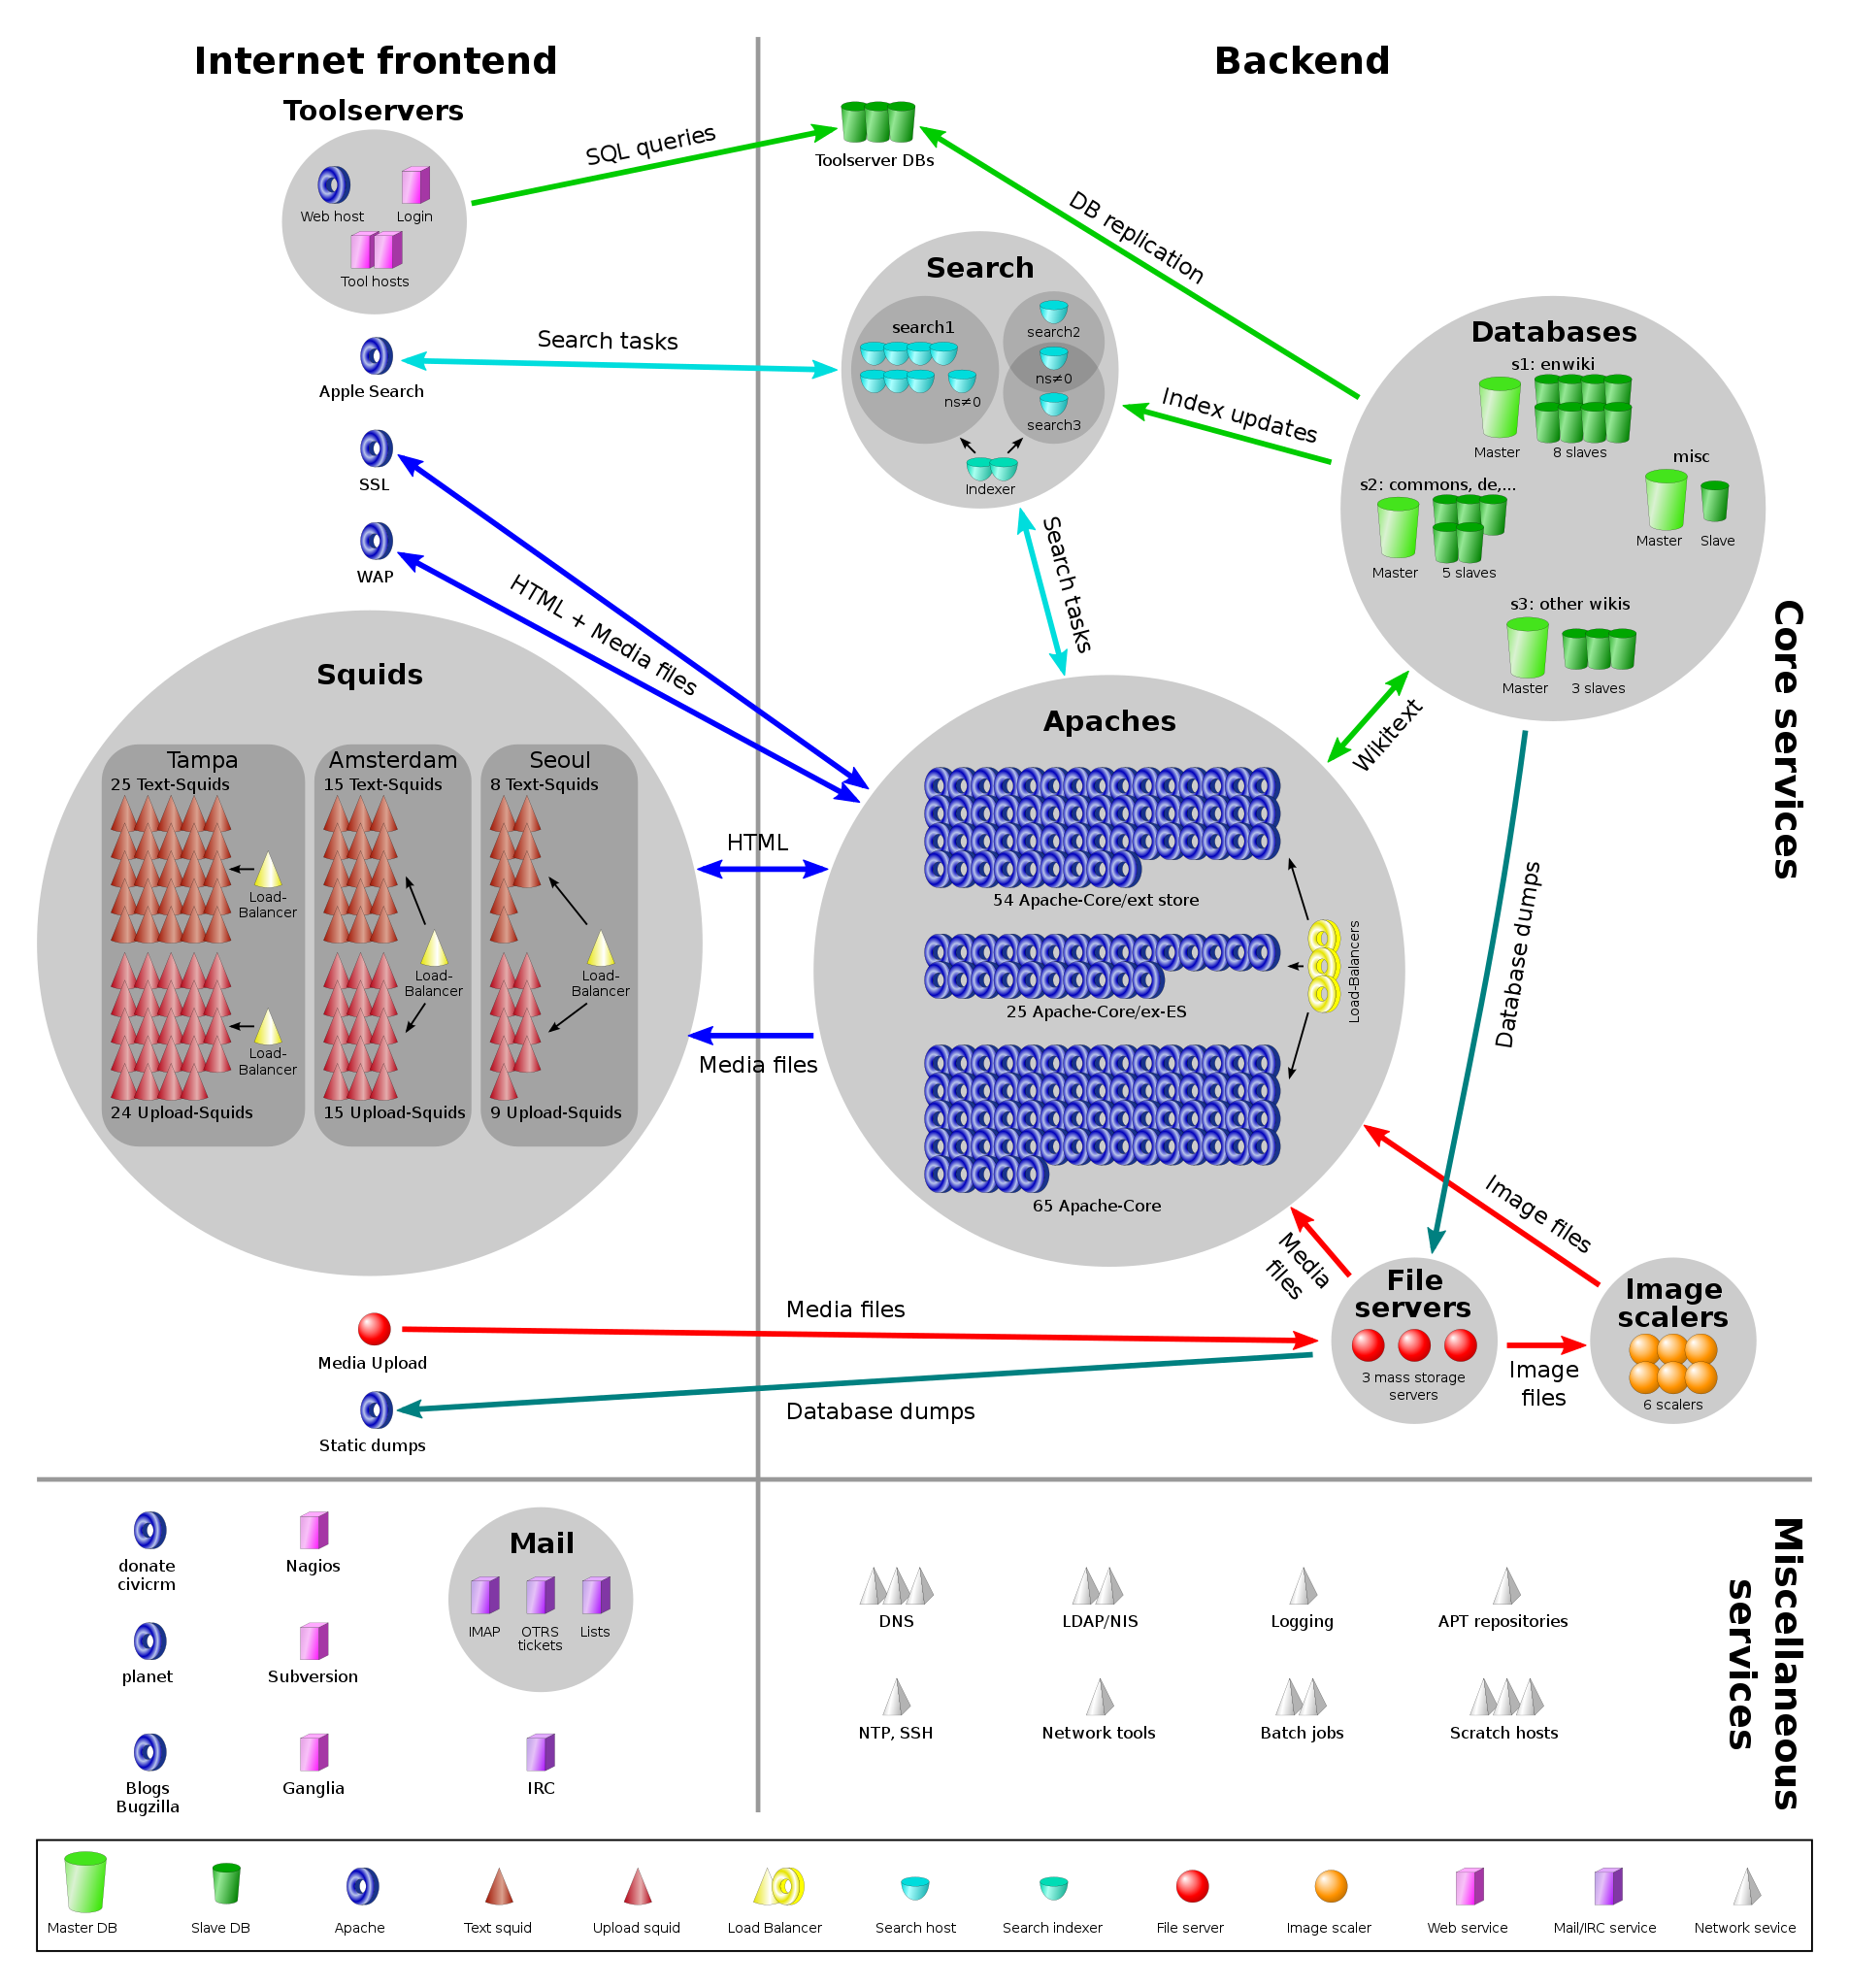 Internet frontend
Backend
Toolservers
Web host
Login
Tool hosts
SQL queries
Toolserver DBs
DB replication
Search
search1
ns≠0
search2
ns≠0
search3
Indexer
Search tasks
Apple Search
SSL
WAP
HTML + Media files
Index updates
Search tasks
Databases
s1: enwiki
Master
8 slaves
misc
Master
Slave
s2: commons, de,...
Master
5 slaves
s3: other wikis
Master
3 slaves
Wikitext
Core services
Squids
Tampa
25 Text-Squids
Load-
Balancer
Load-
Balancer
24 Upload-Squids
Amsterdam
15 Text-Squids
Load-
Balancer
15 Upload-Squids
Seoul
8 Text-Squids
Load-
Balancer
9 Upload-Squids
HTML
Media files
Apaches
54 Apache-Core/ext store
25 Apache-Core/ex-ES
65 Apache-Core
Load-Balancers
Database dumps
Image files
Media
files
File
servers
3 mass storage
servers
Image
files
Image
scalers
6 scalers
Media files
Media Upload
Database dumps
Static dumps
donate
civicrm
Nagios
Mail
IMAP
OTRS
tickets
Lists
planet
Subversion
Blogs
Bugzilla
Ganglia
IRC
DNS
LDAP/NIS
Logging
APT repositories
NTP, SSH
Network tools
Batch jobs
Scratch hosts
Miscellaneous
services
Master DB
Slave DB
Apache
Text squid
Upload squid
Load Balancer
Search host
Search indexer
File server
Image scaler
Web service
Mail/IRC service
Network sevice